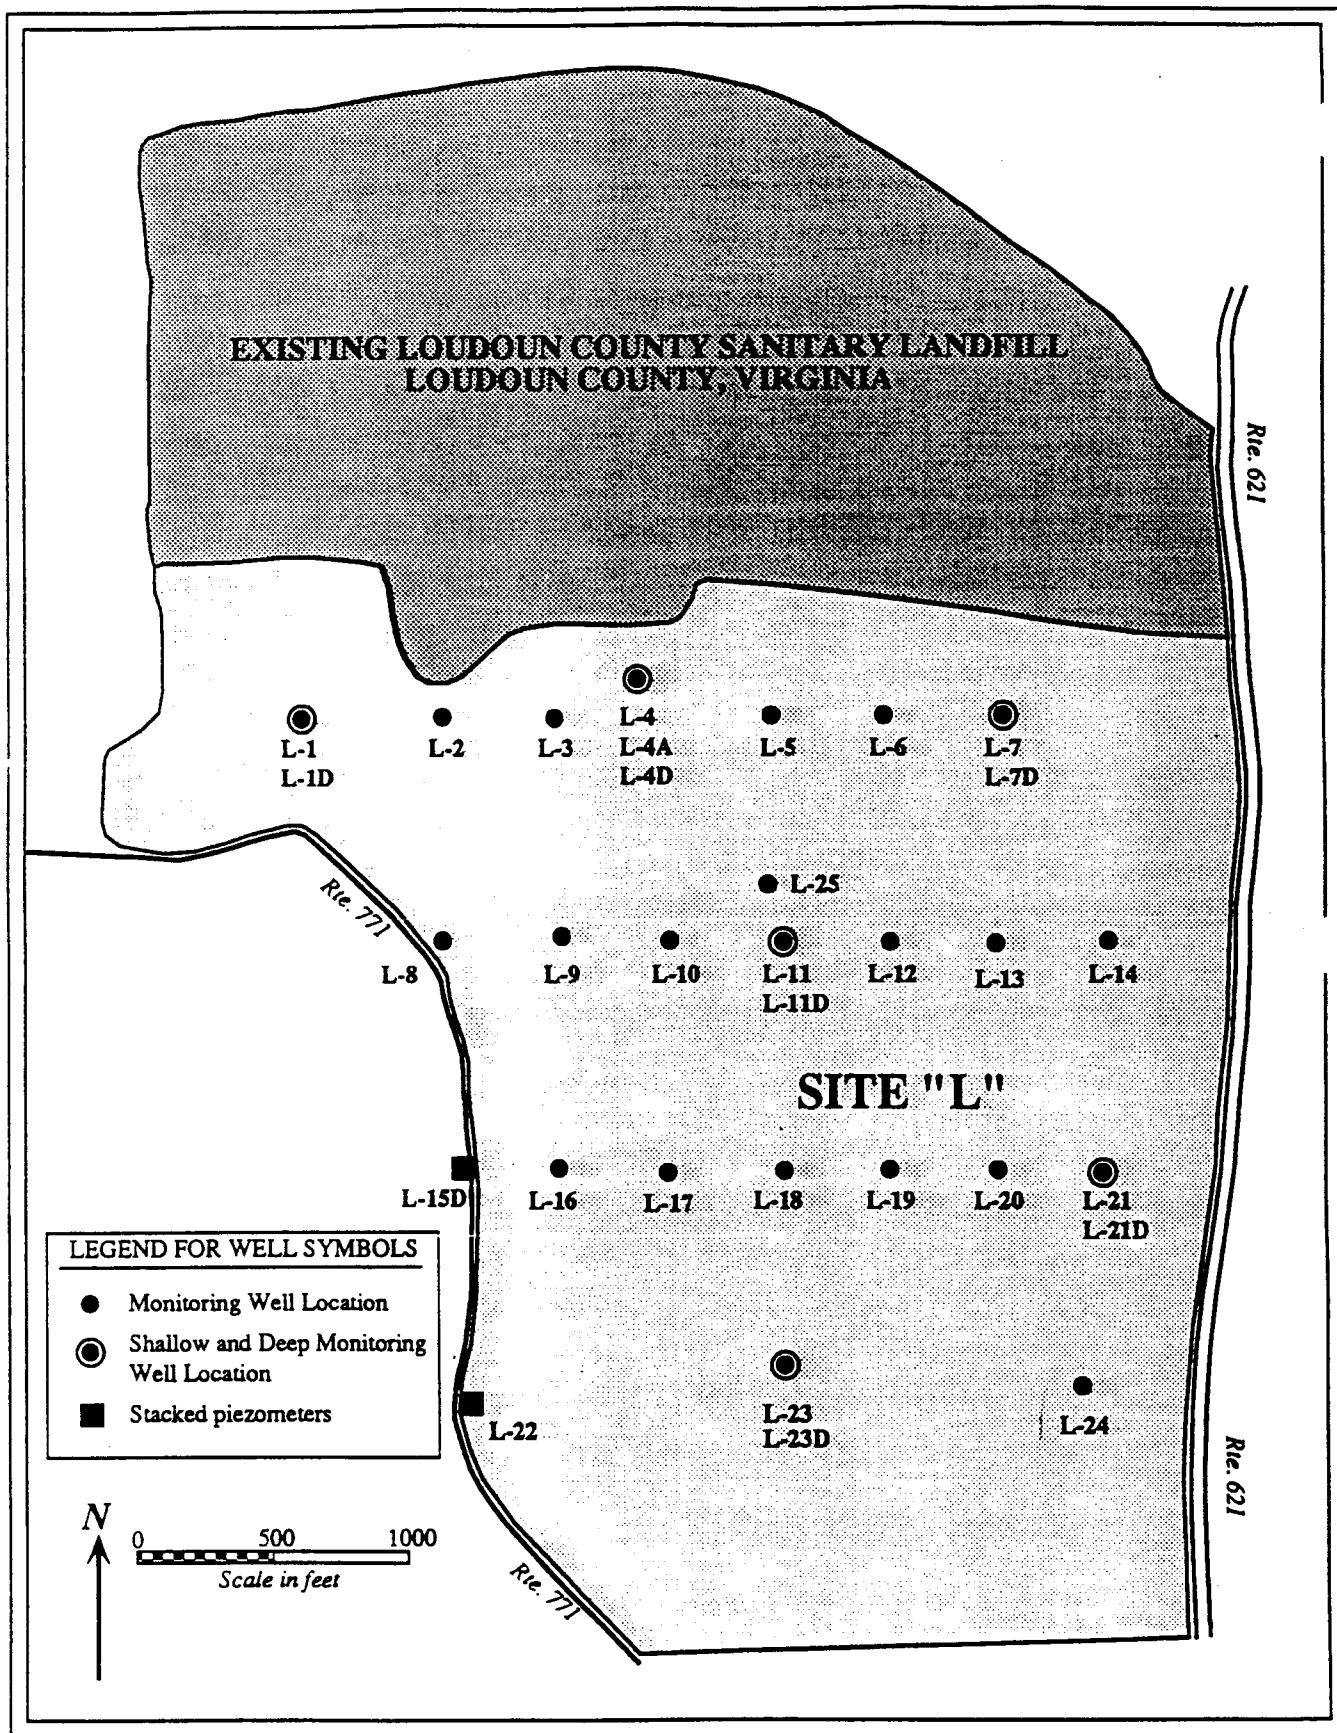 EXISTING LOUDOUN COUNTY SANITARY LANDFILL
LOUDOUN COUNTY, VIRGINIA
Rte. 621
L-1
L-1D
L-2
L-3
L-4
L-4A
L-4D
L-5
L-6
L-7
L-7D
Rte. 771
L-25
L-8
L-9
L-10
L-11
L-11D
L-12
L-13
L-14
SITE "L"
L-15D
L-16
L-17
L-18
L-19
L-20
L-21
L-21D
LEGEND FOR WELL SYMBOLS
Monitoring Well Location
Shallow and Deep Monitoring
Well Location
Stacked piezometers
L-22
L-23
L-23D
L-24
Rte. 621
N
0 500 1000
Scale in feet
Rte. 771